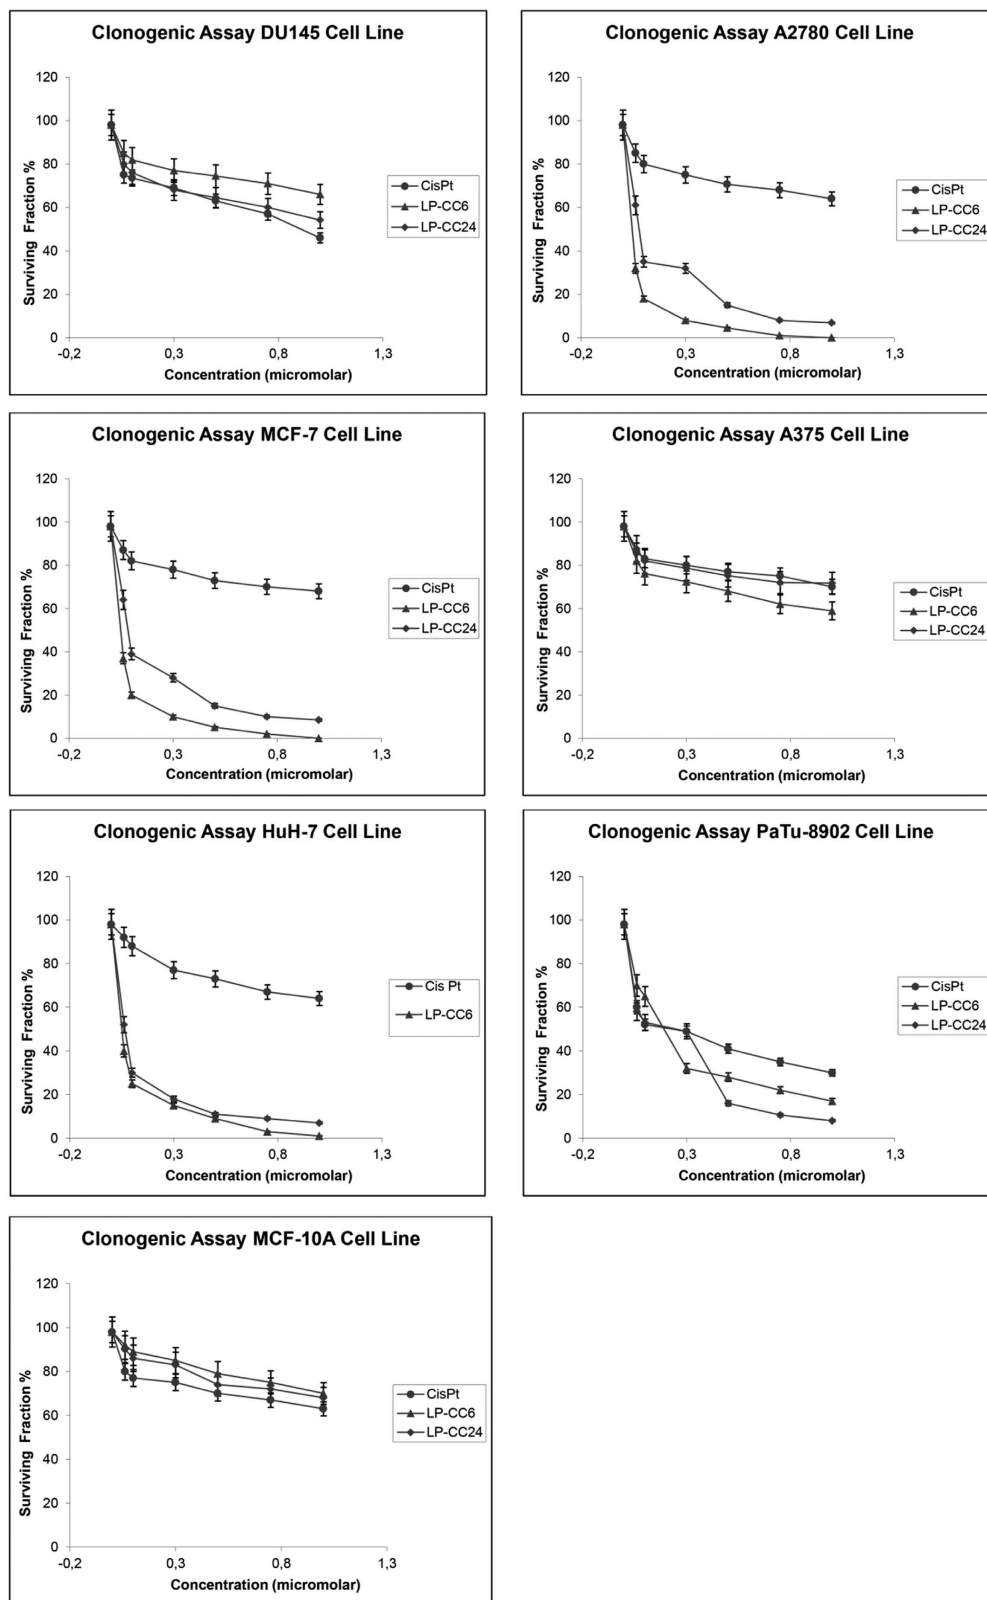 Clonogenic Assay DU145 Cell Line
120
100
80
60
40
20
0
Surviving Fraction %
-0,2 0,3 0,8 1,3
Concentration (micromolar)
CisPt
LP-CC6
LP-CC24
Clonogenic Assay A2780 Cell Line
120
100
80
60
40
20
0
Surviving Fraction %
-0,2 0,3 0,8 1,3
Concentration (micromolar)
CisPt
LP-CC6
LP-CC24
Clonogenic Assay MCF-7 Cell Line
120
100
80
60
40
20
0
Surviving Fraction %
-0,2 0,3 0,8 1,3
Concentration (micromolar)
CisPt
LP-CC6
LP-CC24
Clonogenic Assay A375 Cell Line
120
100
80
60
40
20
0
Surviving Fraction %
-0,2 0,3 0,8 1,3
Concentration (micromolar)
CisPt
LP-CC6
LP-CC24
Clonogenic Assay HuH-7 Cell Line
120
100
80
60
40
20
0
Surviving Fraction %
-0,2 0,3 0,8 1,3
Concentration (micromolar)
Cis Pt
LP-CC6
Clonogenic Assay PaTu-8902 Cell Line
120
100
80
60
40
20
0
Surviving Fraction %
-0,2 0,3 0,8 1,3
Concentration (micromolar)
CisPt
LP-CC6
LP-CC24
Clonogenic Assay MCF-10A Cell Line
120
100
80
60
40
20
0
Surviving Fraction %
-0,2 0,3 0,8 1,3
Concentration (micromolar)
CisPt
LP-CC6
LP-CC24